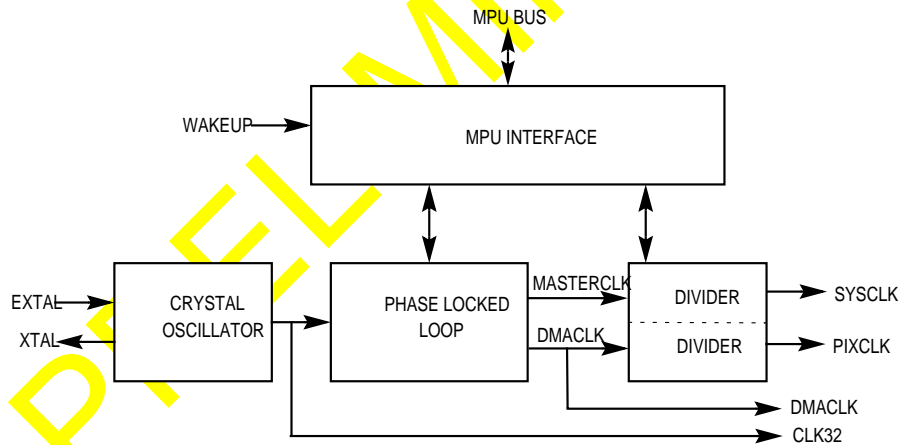 MPU BUS
WAKEUP
MPU INTERFACE
EXTAL
XTAL
CRYSTAL
OSCILLATOR
PHASE LOCKED
LOOP
MASTERCLK
DMACLK
DIVIDER
DIVIDER
SYSCLK
PIXCLK
DMACLK
CLK32